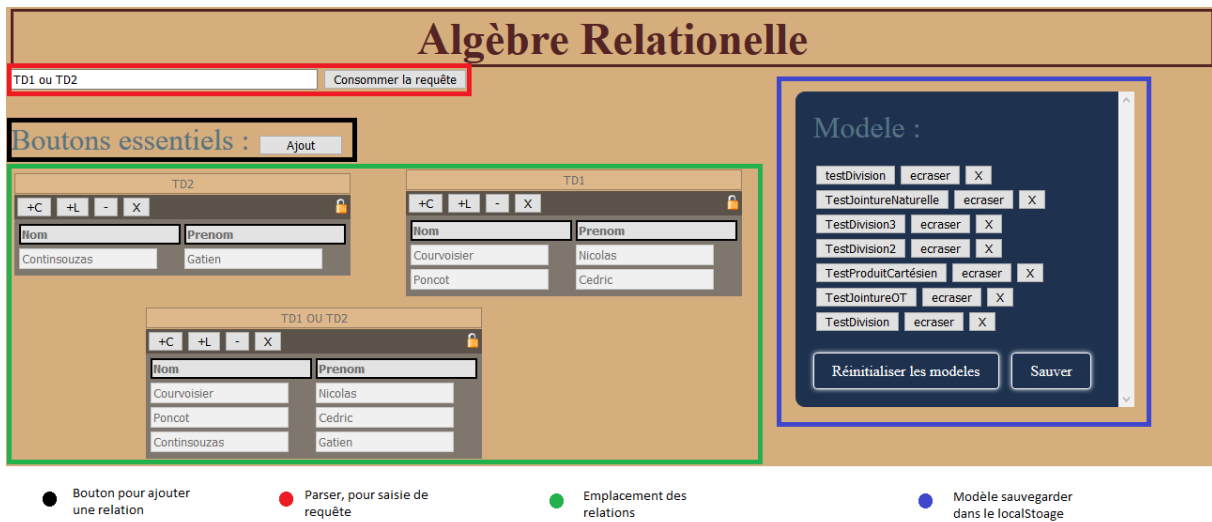 Algèbre Relationelle
TD1 ou TD2 Consommer la requête
Boutons essentiels : Ajout
TD2
+C +L - X
Nom Prenom
Continsouzas Gatien
TD1
+C +L - X
Nom Prenom
Courvoisier Nicolas
Poncot Cedric
TD1 OU TD2
+C +L - X
Nom Prenom
Courvoisier Nicolas
Poncot Cedric
Continsouzas Gatien
Modele :
testDivision ecraser X
TestJointureNaturelle ecraser X
TestDivision3 ecraser X
TestDivision2 ecraser X
TestProduitCartésien ecraser X
TestJointureOT ecraser X
TestDivision ecraser X
Réinitialiser les modeles Sauver
Bouton pour ajouter
une relation
Parser, pour saisie de
requête
Emplacement des
relations
Modèle sauvegarder
dans le localStoage